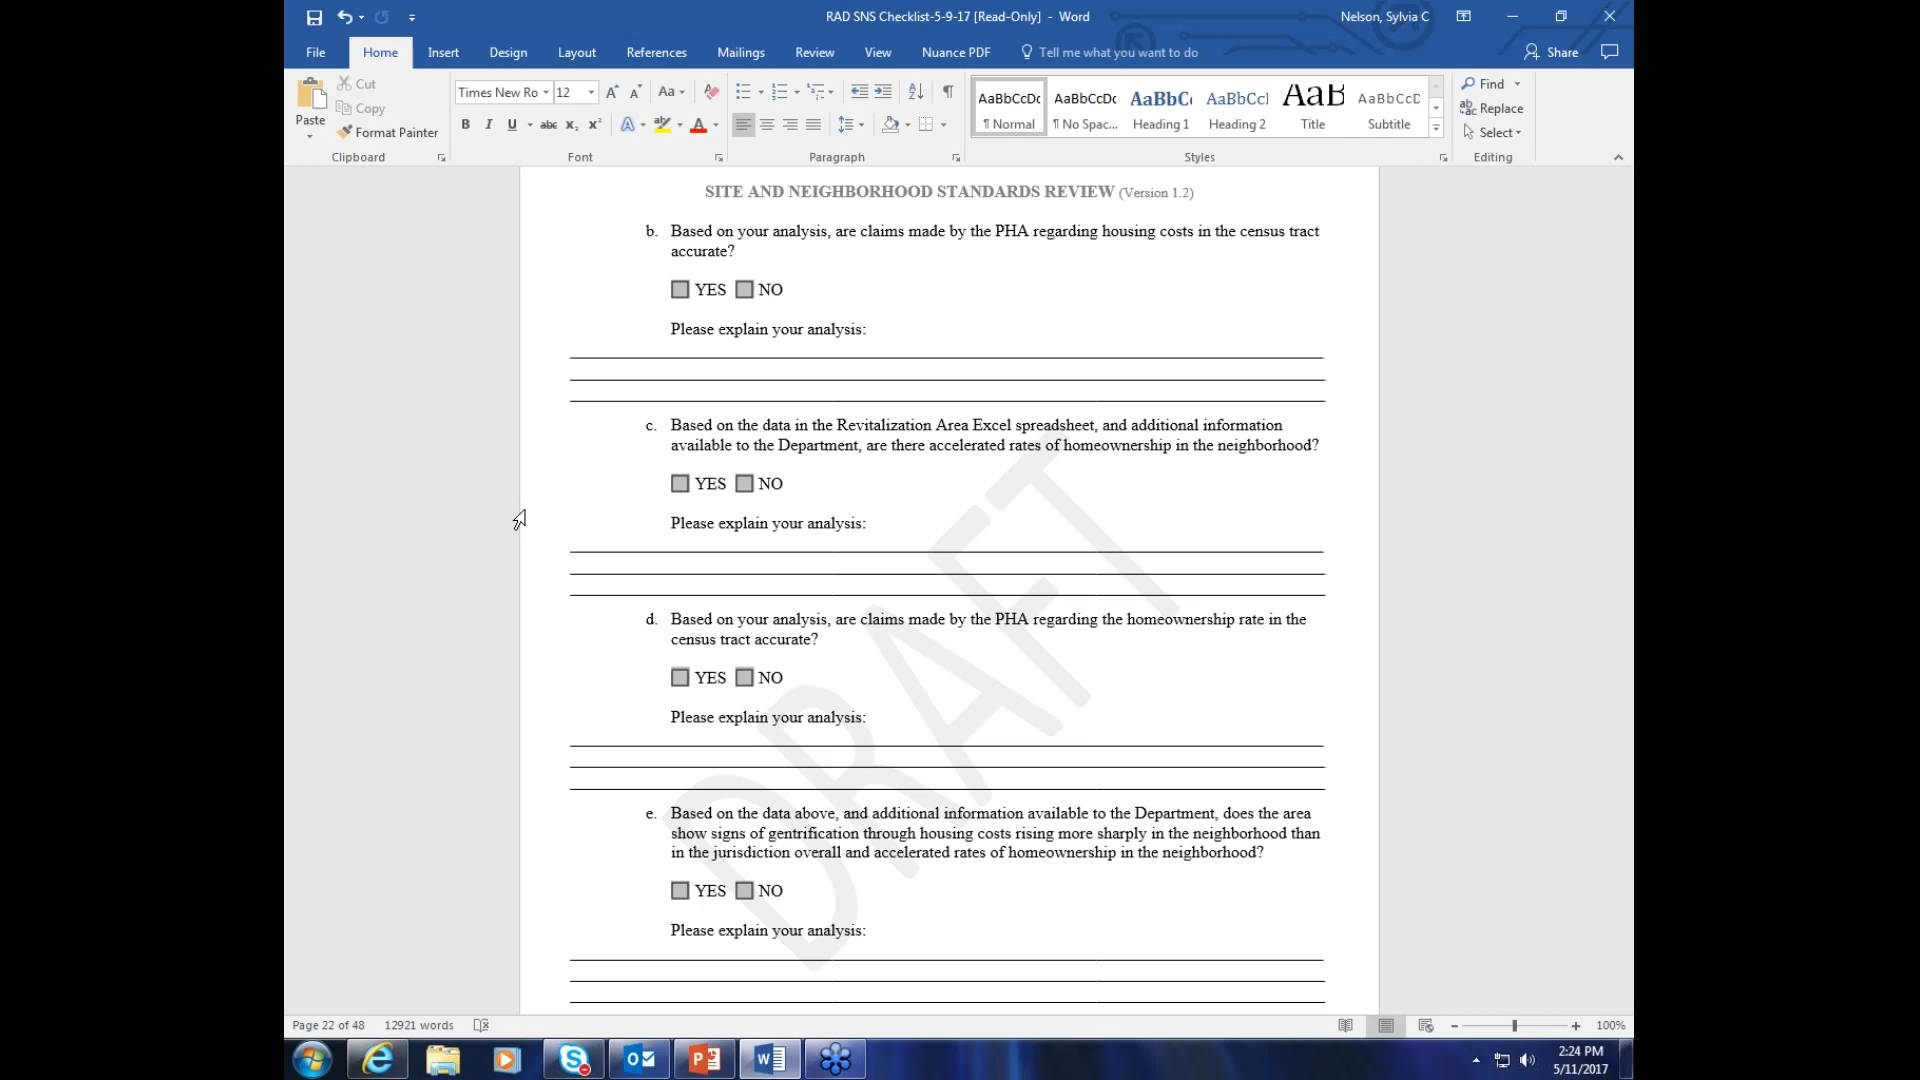 RAD SNS Checklist-5-9-17 [Read-Only] - Word
Nelson, Sylvia C
File Home Insert Design Layout References Mailings Review View Nuance PDF Tell me what you want to do Share
Paste
Cut
Copy
Format Painter
Clipboard
Times New Ro 12
Font
Paragraph
AaBbCcDc AaBbCcDc AaBbC AaBbCcI AaB AaBbCcD
¶ Normal ¶ No Spac... Heading 1 Heading 2 Title Subtitle
Styles
Find
Replace
Select
Editing
SITE AND NEIGHBORHOOD STANDARDS REVIEW (Version 1.2)
b. Based on your analysis, are claims made by the PHA regarding housing costs in the census tract
accurate?
YES NO
Please explain your analysis:
c. Based on the data in the Revitalization Area Excel spreadsheet, and additional information
available to the Department, are there accelerated rates of homeownership in the neighborhood?
YES NO
Please explain your analysis:
d. Based on your analysis, are claims made by the PHA regarding the homeownership rate in the
census tract accurate?
YES NO
Please explain your analysis:
e. Based on the data above, and additional information available to the Department, does the area
show signs of gentrification through housing costs rising more sharply in the neighborhood than
in the jurisdiction overall and accelerated rates of homeownership in the neighborhood?
YES NO
Please explain your analysis:
DRAFT
Page 22 of 48 12921 words
100%
2:24 PM
5/11/2017